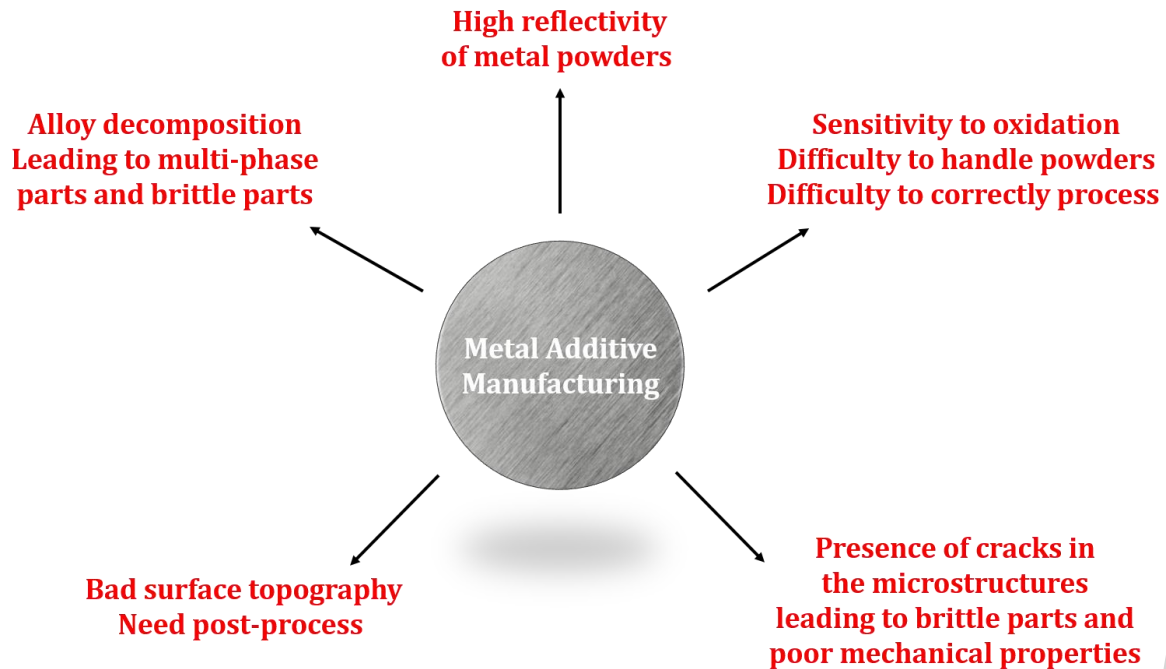 High reflectivity
of metal powders
Alloy decomposition
Leading to multi-phase
parts and brittle parts
Sensitivity to oxidation
Difficulty to handle powders
Difficulty to correctly process
Metal Additive
Manufacturing
Bad surface topography
Need post-process
Presence of cracks in
the microstructures
leading to brittle parts and
poor mechanical properties